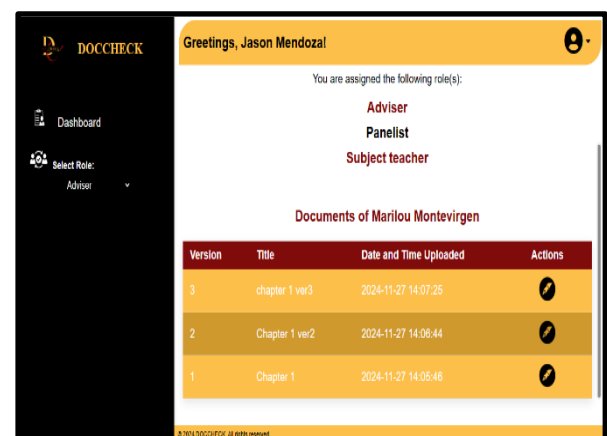 DOCCHECK
Greetings, Jason Mendoza!
Dashboard
Select Role:
Adviser
You are assigned the following role(s):
Adviser
Panelist
Subject teacher
Documents of Marilou Montevirgen
Version Title Date and Time Uploaded Actions
3 chapter 1 ver3 2024-11-27 14:07:25
2 Chapter 1 ver2 2024-11-27 14:06:44
1 Chapter 1 2024-11-27 14:05:46
© 2024 DOCCHECK. All rights reserved.